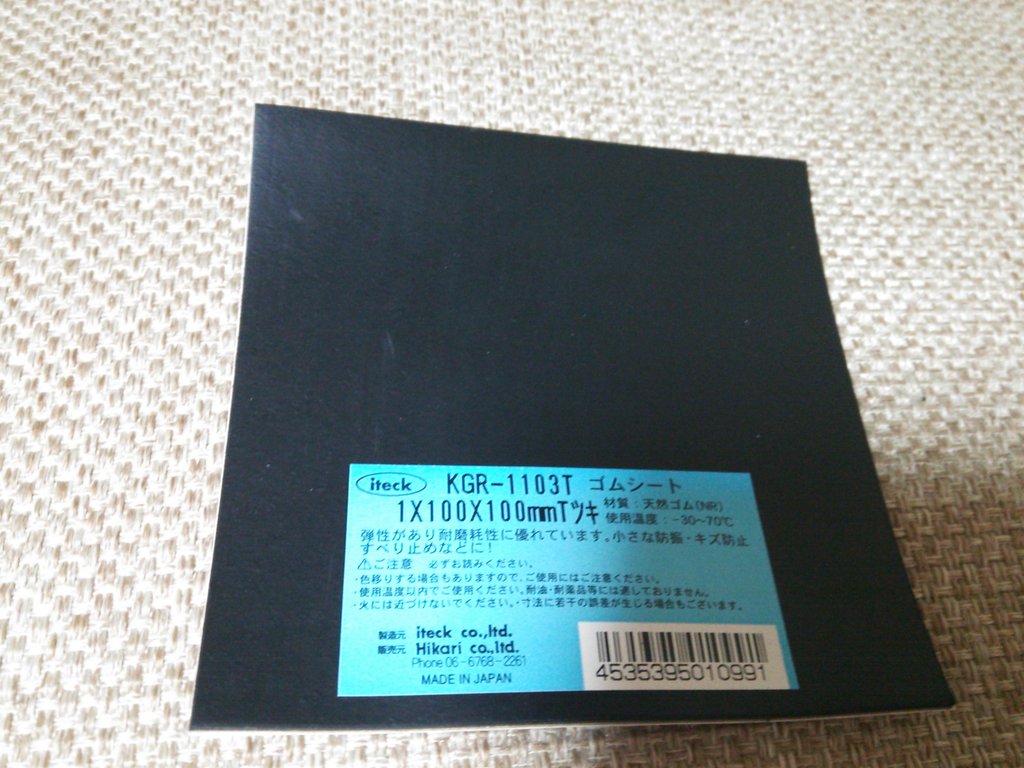 iteck KGR-1103T ゴムシート
1X100X100mmTツキ 材質:天然ゴム(NR)
使用温度:-30~70℃
弾性があり耐磨耗性に優れています。小さな防振・キズ防止
すべり止めなどに!
⚠ご注意 必ずお読みください。
・色移りする場合もありますので、ご使用にはご注意ください。
・使用温度以内でご使用ください。耐油・耐薬品等には適しておりません。
・火には近づけないでください。・寸法に若干の誤差が生じる場合もございます。
製造元 iteck co.,ltd.
販売元 Hikari co.,ltd.
Phone 06-6768-2261
MADE IN JAPAN
4535395010991